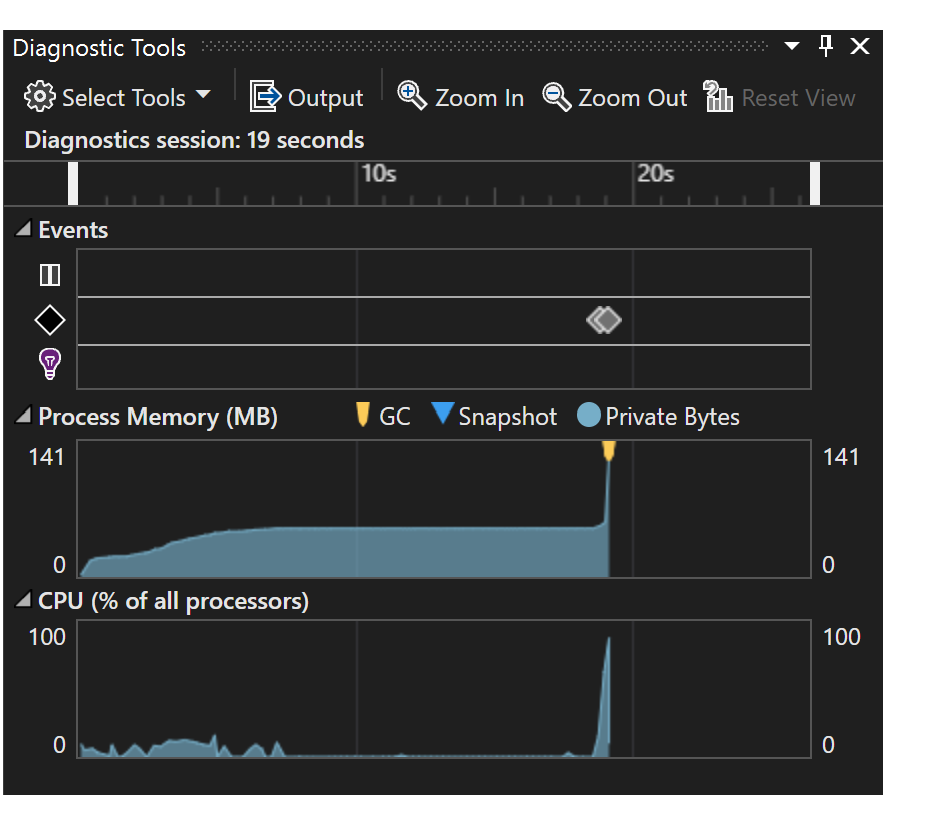 Diagnostic Tools
Select Tools Output Zoom In Zoom Out Reset View
Diagnostics session: 19 seconds
10s 20s
Events
Process Memory (MB) GC Snapshot Private Bytes
141 141
0 0
CPU (% of all processors)
100 100
0 0